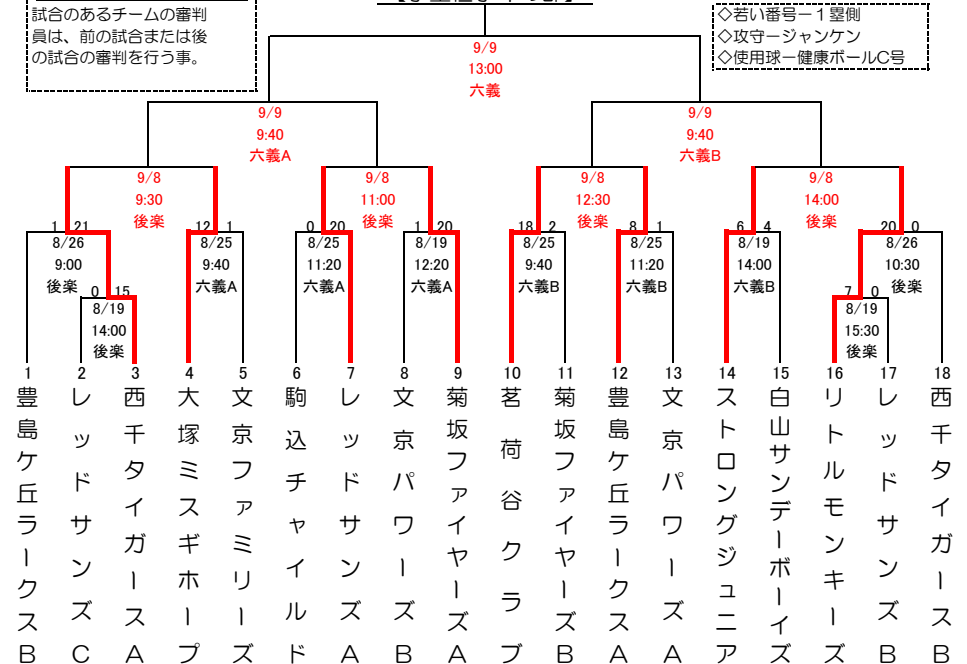 試合のあるチームの審判
員は、前の試合または後
の試合の審判を行う事。
◇若い番号－１塁側
◇攻守－ジャンケン
◇使用球－健康ボールC号
9/9
13:00
六義
9/9
9:40
六義A
9/9
9:40
六義B
9/8
9:30
後楽
9/8
11:00
後楽
9/8
12:30
後楽
9/8
14:00
後楽
1 21
8/26
9:00
後楽
12 1
8/25
9:40
六義A
0 20
8/25
11:20
六義A
1 20
8/19
12:20
六義A
18 2
8/25
9:40
六義B
8 1
8/25
11:20
六義B
6 4
8/19
14:00
六義B
20 0
8/26
10:30
後楽
0 15
8/19
14:00
後楽
7 0
8/19
15:30
後楽
1
豊島ケ丘ラークスB
2
レッドサンズC
3
西千タイガースA
4
大塚ミスギホープ
5
文京ファミリーズ
6
駒込チャイルド
7
レッドサンズA
8
文京パワーズB
9
菊坂ファイヤーズA
10
茗荷谷クラブ
11
菊坂ファイヤーズB
12
豊島ケ丘ラークスA
13
文京パワーズA
14
ストロングジュニア
15
白山サンデーボーイズ
16
リトルモンキーズ
17
レッドサンズB
18
西千タイガースB